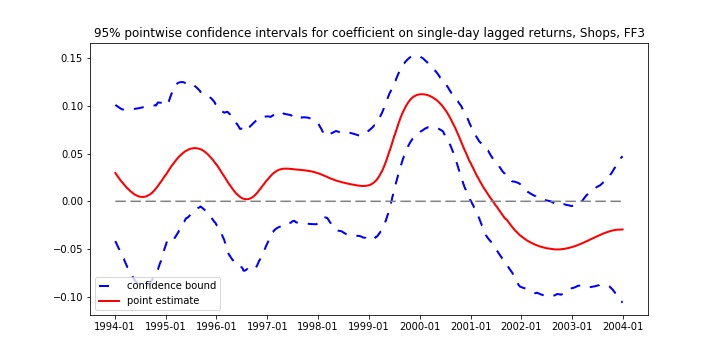 95% pointwise confidence intervals for coefficient on single-day lagged returns, Shops, FF3
0.15
0.10
0.05
0.00
−0.05
−0.10
confidence bound
point estimate
1994-01 1995-01 1996-01 1997-01 1998-01 1999-01 2000-01 2001-01 2002-01 2003-01 2004-01